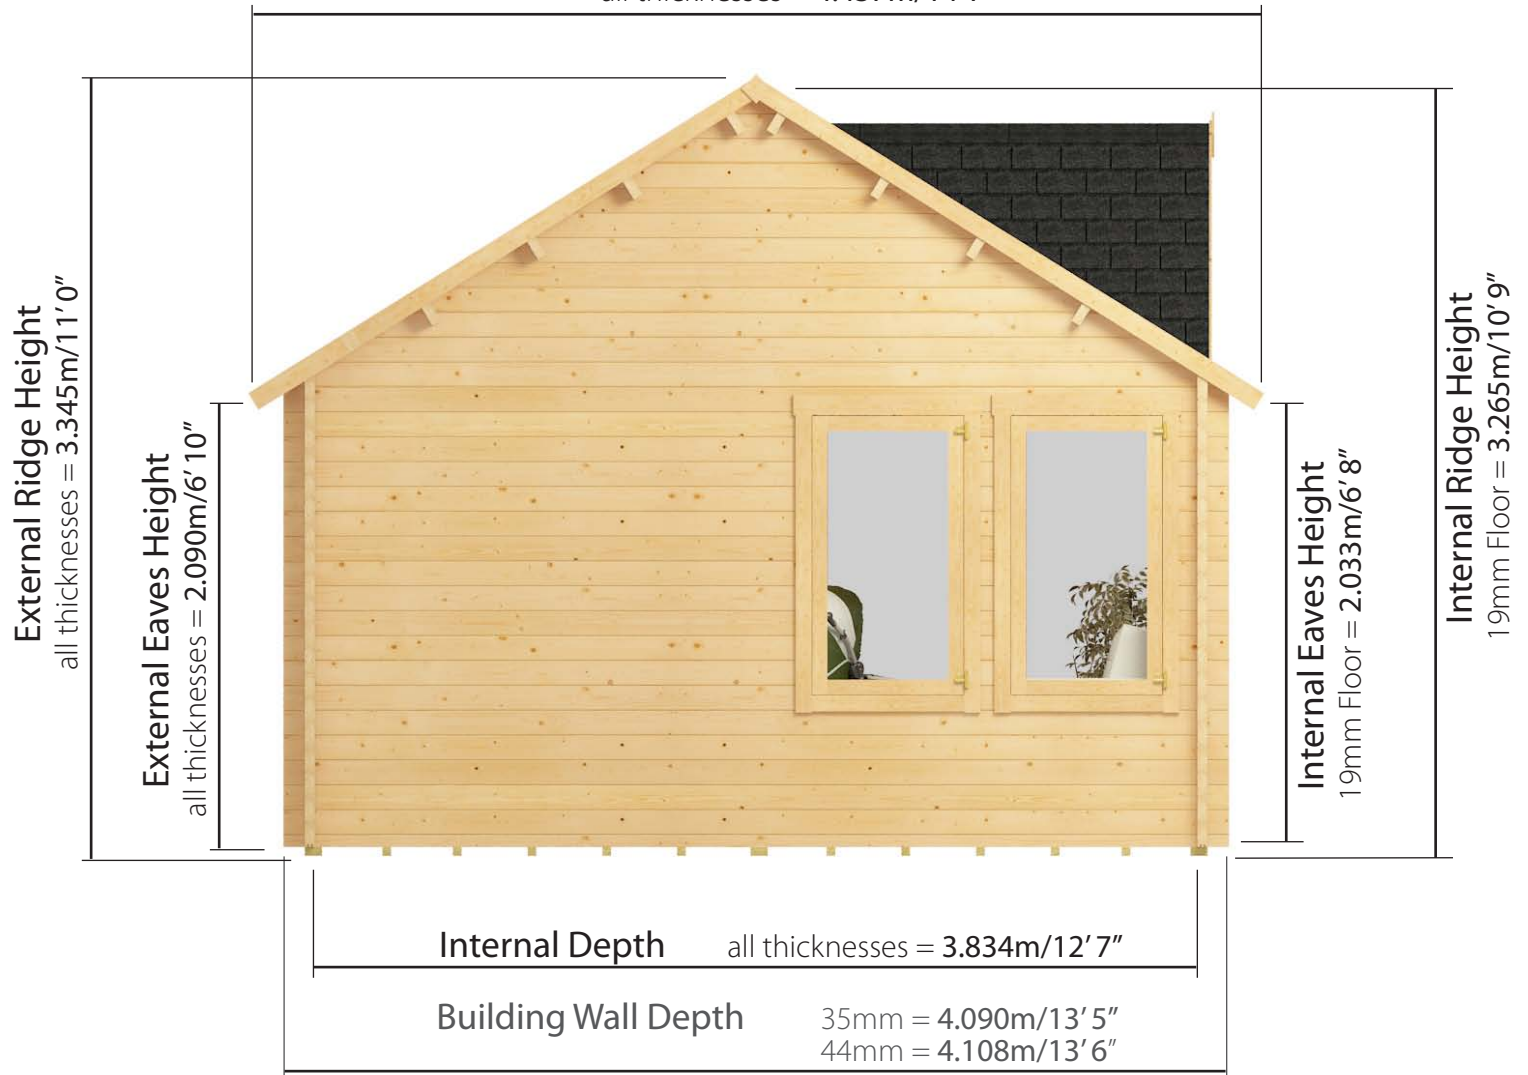 all thicknesses
External Ridge Height
all thicknesses = 3.345m/11′ 0″
External Eaves Height
all thicknesses = 2.090m/6′ 10″
Internal Eaves Height
19mm Floor = 2.033m/6′ 8″
Internal Ridge Height
19mm Floor = 3.265m/10′ 9″
Internal Depth all thicknesses = 3.834m/12′ 7″
Building Wall Depth 35mm = 4.090m/13′ 5″
44mm = 4.108m/13′ 6″